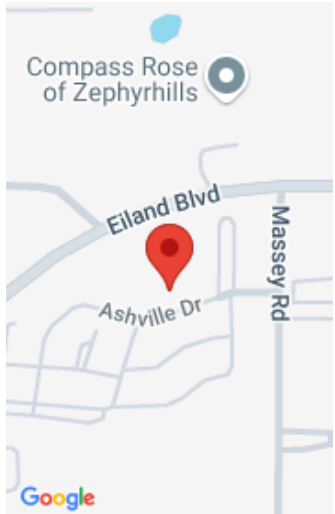 Compass Rose
of Zephyrhills
Eiland Blvd
Massey Rd
Ashville Dr
Google